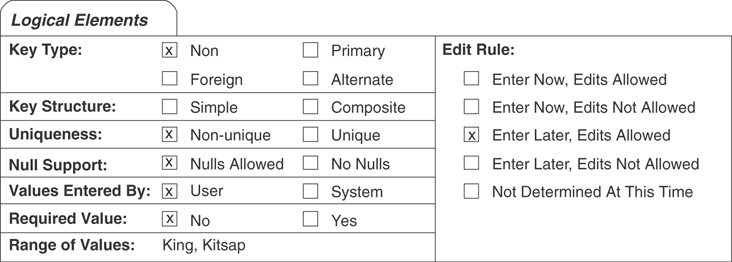 Logical Elements
Key Type: x Non Primary
Foreign Alternate
Key Structure: Simple Composite
Uniqueness: x Non-unique Unique
Null Support: x Nulls Allowed No Nulls
Values Entered By: x User System
Required Value: x No Yes
Range of Values: King, Kitsap
Edit Rule:
Enter Now, Edits Allowed
Enter Now, Edits Not Allowed
x Enter Later, Edits Allowed
Enter Later, Edits Not Allowed
Not Determined At This Time